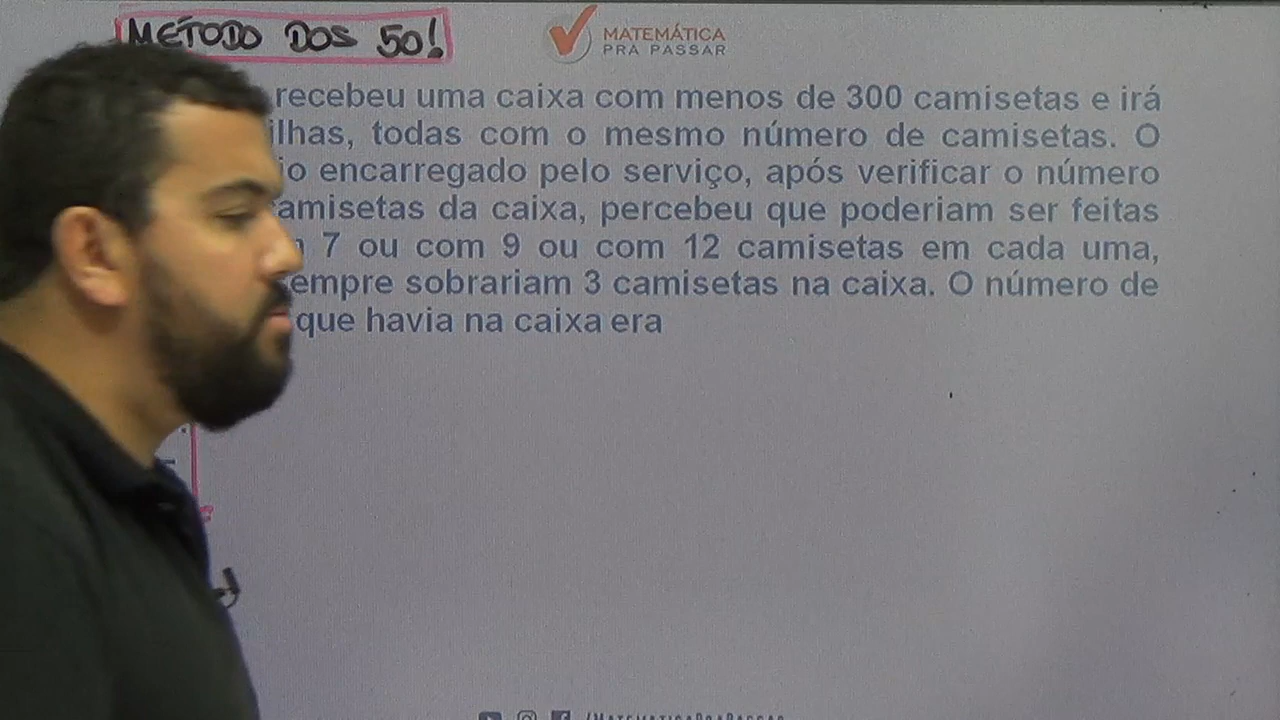 MÉTODO DOS 50!
MATEMÁTICA
PRA PASSAR
recebeu uma caixa com menos de 300 camisetas e irá
ilhas, todas com o mesmo número de camisetas. O
io encarregado pelo serviço, após verificar o número
amisetas da caixa, percebeu que poderiam ser feitas
7 ou com 9 ou com 12 camisetas em cada uma,
empre sobrariam 3 camisetas na caixa. O número de
que havia na caixa era
/MATEMATICAPRAPASSAR